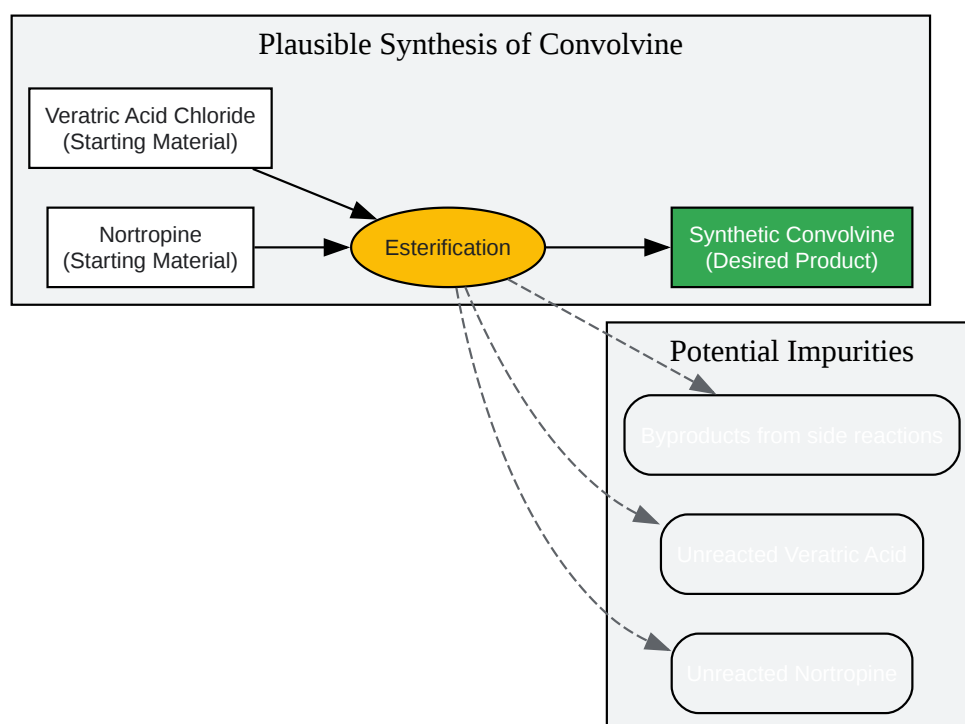 Plausible Synthesis of Convolvine
Veratric Acid Chloride
(Starting Material)
Nortropine
(Starting Material)
Esterification
Synthetic Convolvine
(Desired Product)
Potential Impurities
Byproducts from side reactions
Unreacted Veratric Acid
Unreacted Nortropine